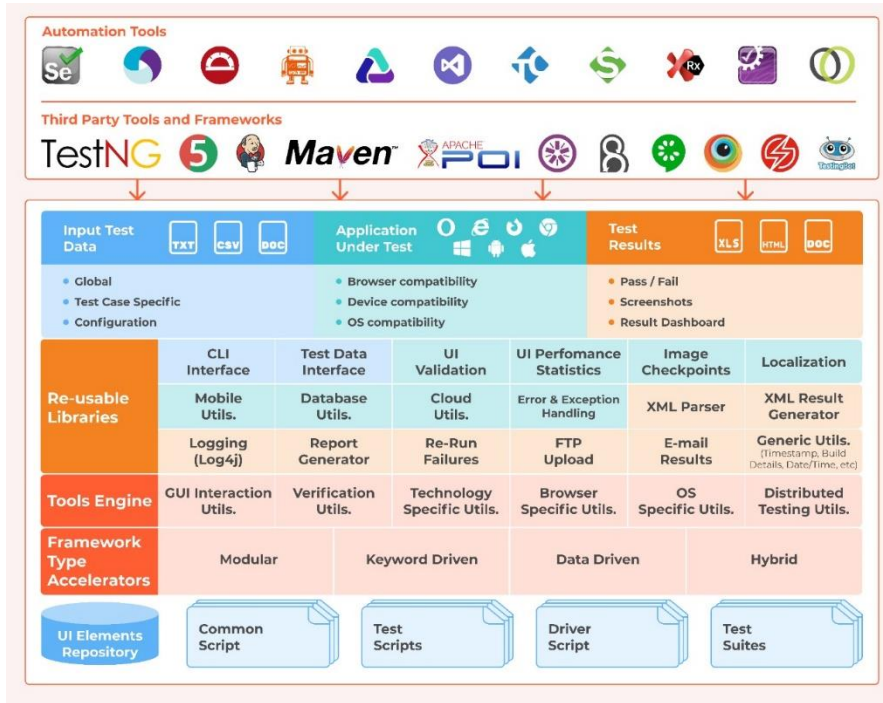 Automation Tools
Se
Rx
Third Party Tools and Frameworks
TestNG
5
Maven™
APACHE
POI
TestingBot
Input Test
Data
TXT
CSV
DOC
Application
Under Test
Test
Results
XLS
HTML
DOC
• Global
• Test Case Specific
• Configuration
• Browser compatibility
• Device compatibility
• OS compatibility
• Pass / Fail
• Screenshots
• Result Dashboard
Re-usable
Libraries
CLI
Interface
Test Data
Interface
UI
Validation
UI Perfomance
Statistics
Image
Checkpoints
Localization
Mobile
Utils.
Database
Utils.
Cloud
Utils.
Error & Exception
Handling
XML Parser
XML Result
Generator
Logging
(Log4j)
Report
Generator
Re-Run
Failures
FTP
Upload
E-mail
Results
Generic Utils.
(Timestamp, Build
Details, Date/Time, etc)
Tools Engine
GUI Interaction
Utils.
Verification
Utils.
Technology
Specific Utils.
Browser
Specific Utils.
OS
Specific Utils.
Distributed
Testing Utils.
Framework
Type
Accelerators
Modular
Keyword Driven
Data Driven
Hybrid
UI Elements
Repository
Common
Script
Test
Scripts
Driver
Script
Test
Suites